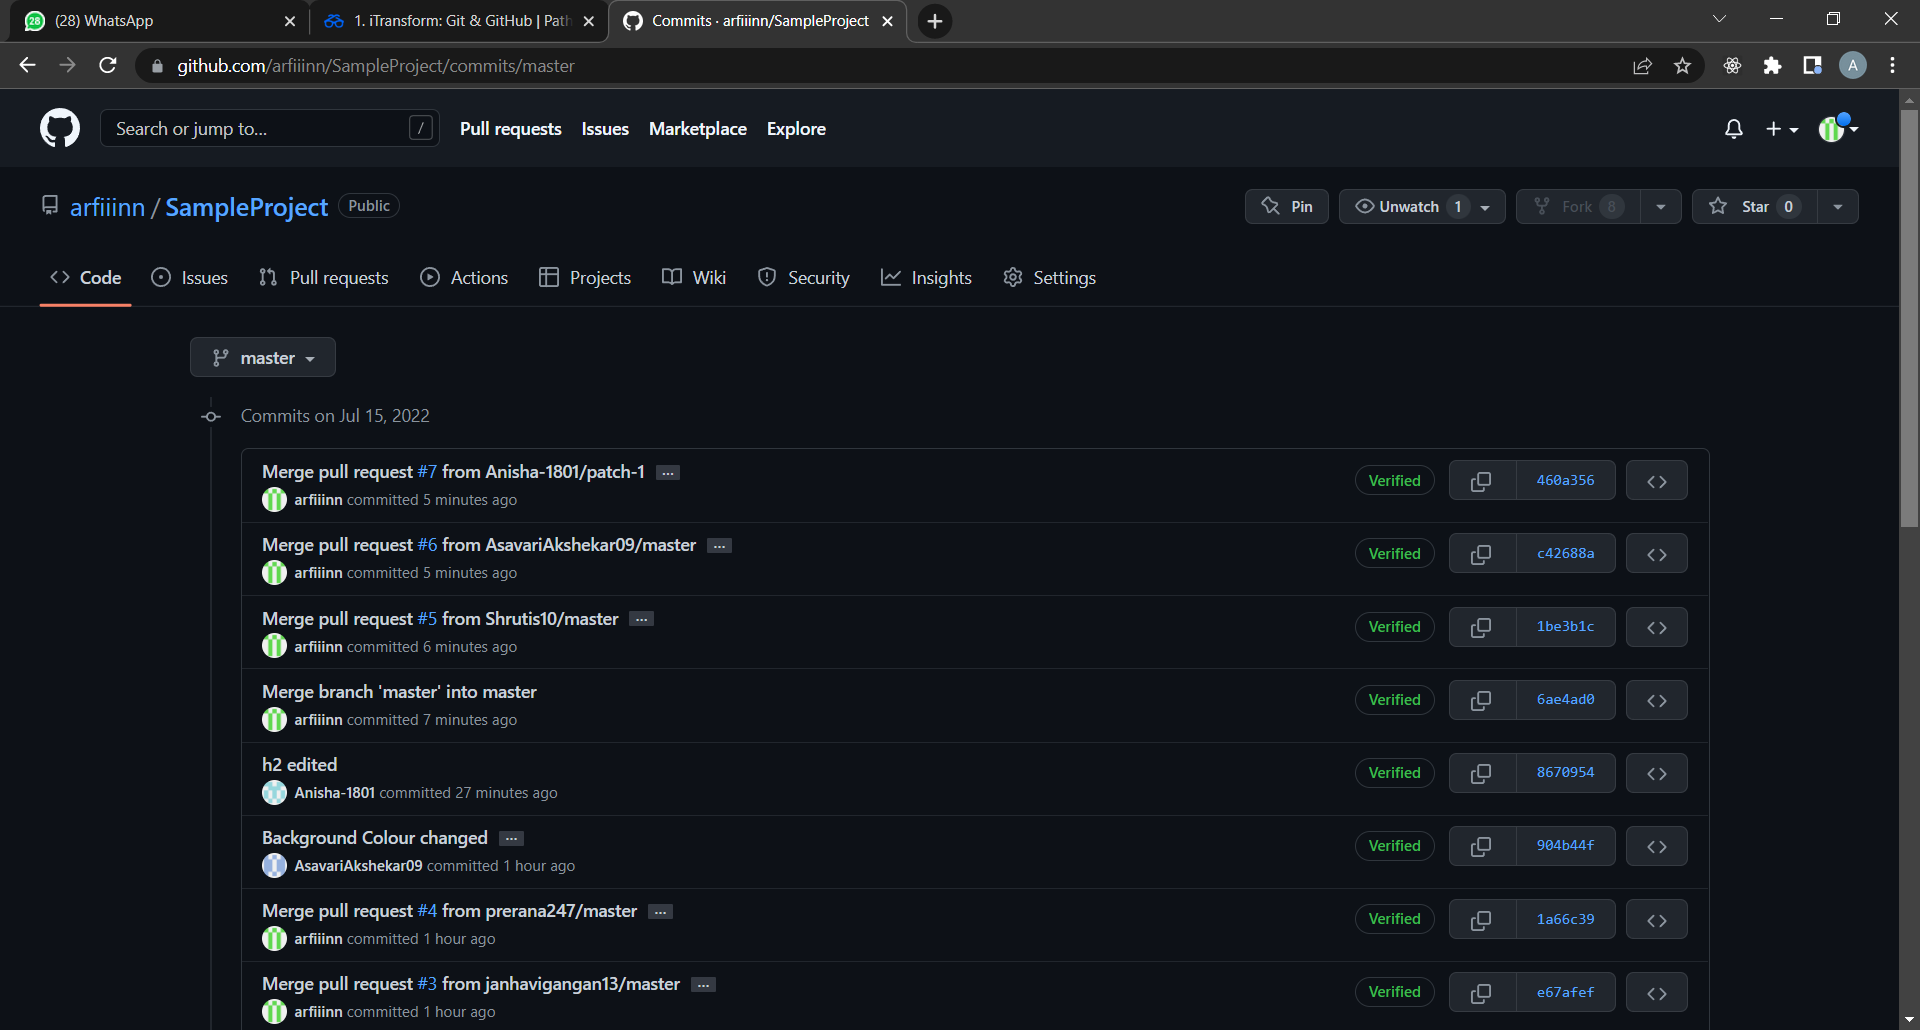 (28) WhatsApp
1. iTransform: Git & GitHub | Path
Commits · arfiiinn/SampleProject
github.com/arfiiinn/SampleProject/commits/master
A
Search or jump to...
/
Pull requests
Issues
Marketplace
Explore
arfiiinn / SampleProject
Public
Pin
Unwatch 1
Fork 8
Star 0
Code
Issues
Pull requests
Actions
Projects
Wiki
Security
Insights
Settings
master
Commits on Jul 15, 2022
Merge pull request #7 from Anisha-1801/patch-1 ...
arfiiinn committed 5 minutes ago
Verified
460a356
Merge pull request #6 from AsavariAkshekar09/master ...
arfiiinn committed 5 minutes ago
Verified
c42688a
Merge pull request #5 from Shrutis10/master ...
arfiiinn committed 6 minutes ago
Verified
1be3b1c
Merge branch 'master' into master
arfiiinn committed 7 minutes ago
Verified
6ae4ad0
h2 edited
Anisha-1801 committed 27 minutes ago
Verified
8670954
Background Colour changed ...
AsavariAkshekar09 committed 1 hour ago
Verified
904b44f
Merge pull request #4 from prerana247/master ...
arfiiinn committed 1 hour ago
Verified
1a66c39
Merge pull request #3 from janhavigangan13/master ...
arfiiinn committed 1 hour ago
Verified
e67afef